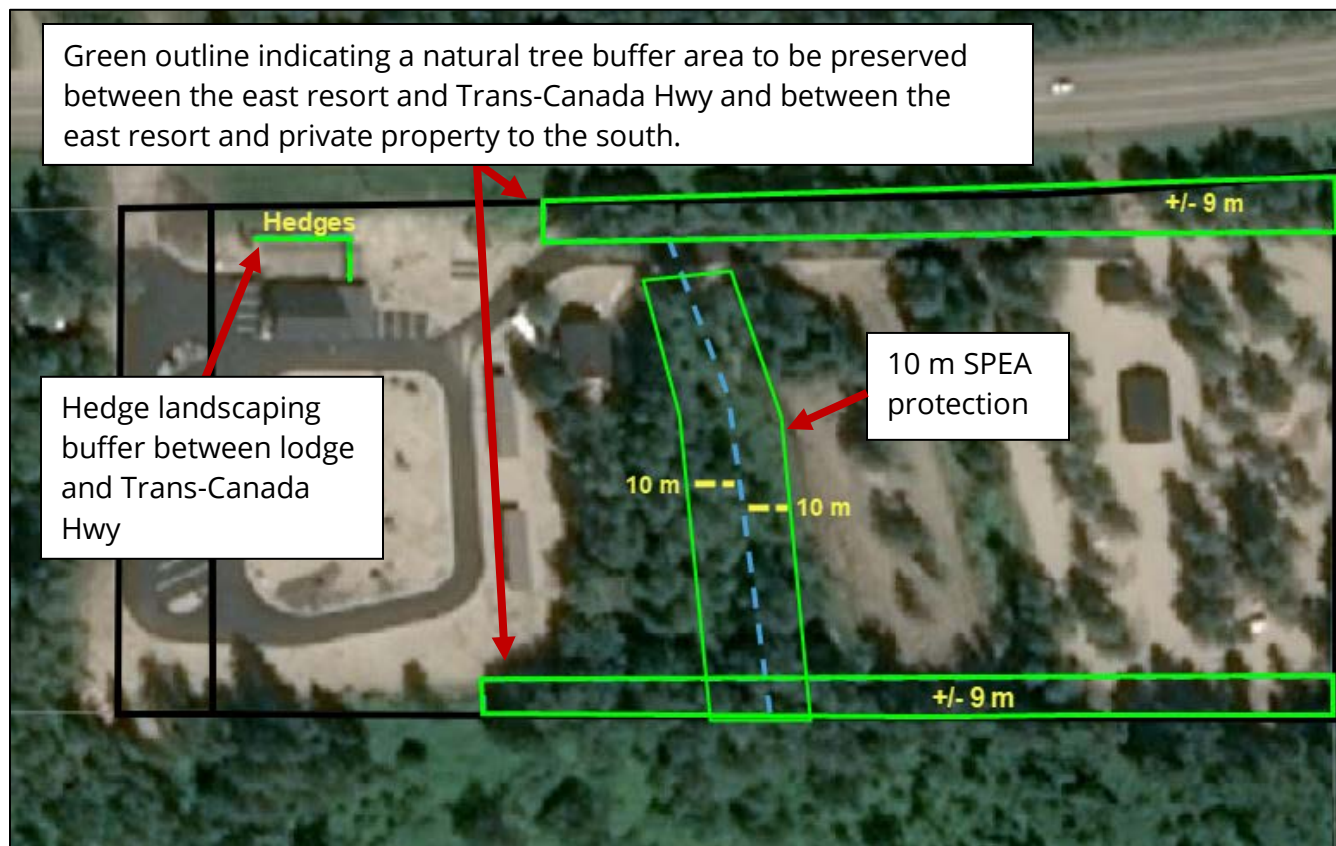 Green outline indicating a natural tree buffer area to be preserved
between the east resort and Trans-Canada Hwy and between the
east resort and private property to the south.
+/- 9 m
Hedges
10 m SPEA
protection
Hedge landscaping
buffer between lodge
and Trans-Canada
Hwy
10 m
10 m
+/- 9 m